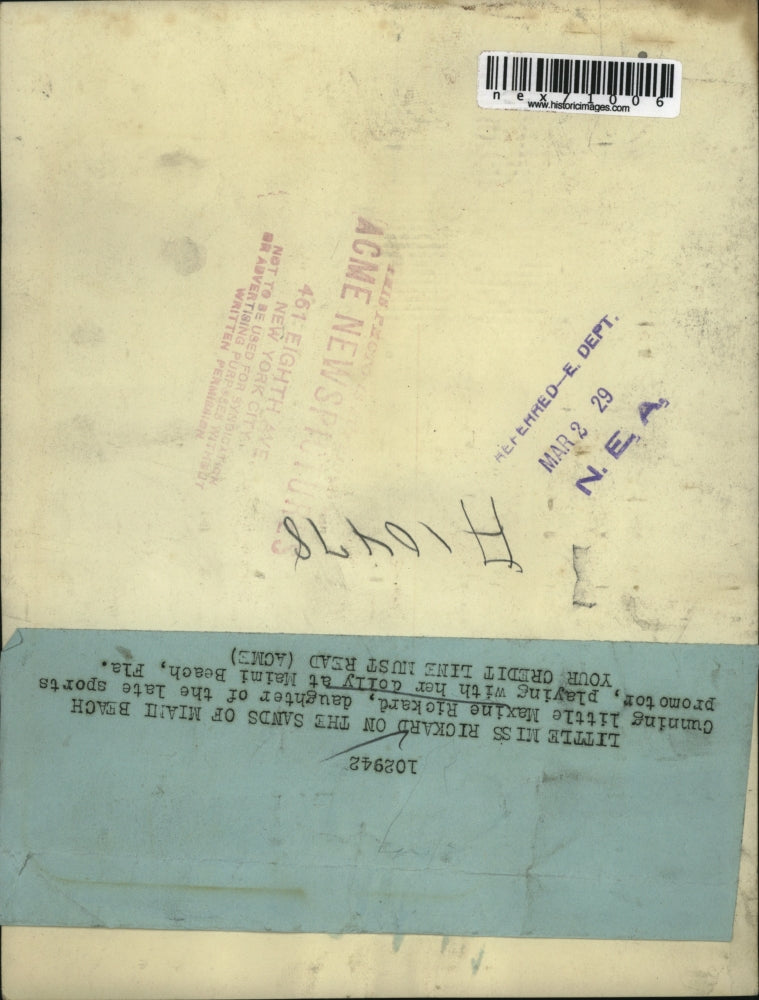 nex71006
www.historicimages.com
ACME NEWSPICTURES
461 EIGHTH AVE
NEW YORK CITY
NOT TO BE USED FOR SYNDICATION
OR ADVERTISING PURPOSES WITHOUT
WRITTEN PERMISSION
REFERRED—E. DEPT.
MAR 2 29
N. E. A.
102942
LITTLE MISS RICKARD ON THE SANDS OF MIAMI BEACH
Cunning little Maxine Rickard, daughter of the late sports
promotor, playing with her dolly at Maimi Beach, Fla.
YOUR CREDIT LINE MUST READ (ACME)